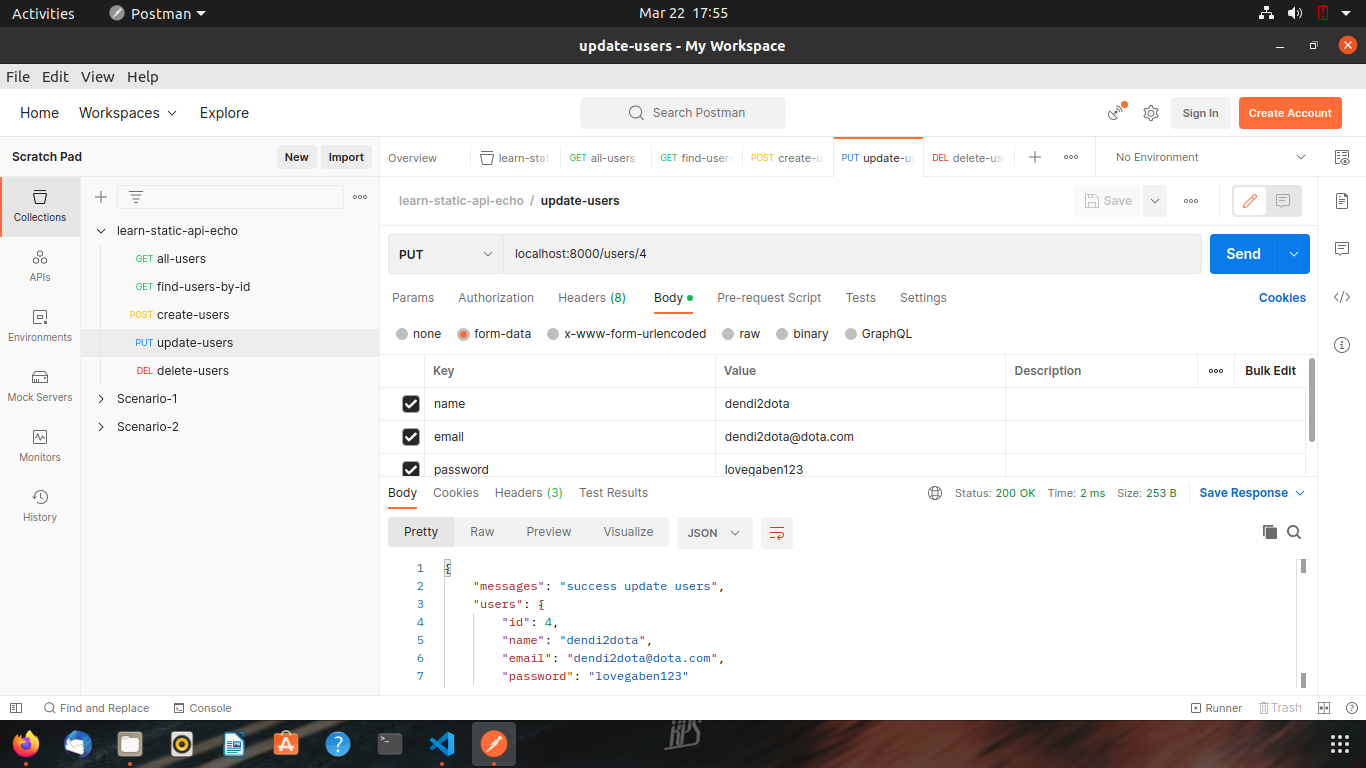 Activities Postman Mar 22 17:55
update-users - My Workspace
File Edit View Help
Home Workspaces Explore Search Postman Sign In Create Account
Scratch Pad New Import Overview learn-stat GET all-users GET find-users PUT update-u DEL delete-us No Environment
POST create-u
Collections
APIs
Environments
Mock Servers
Monitors
History
learn-static-api-echo
GET all-users
GET find-users-by-id
POST create-users
PUT update-users
DEL delete-users
Scenario-1
Scenario-2
learn-static-api-echo / update-users Save
PUT localhost:8000/users/4 Send
Params Authorization Headers (8) Body Pre-request Script Tests Settings Cookies
none form-data x-www-form-urlencoded raw binary GraphQL
Key Value Description Bulk Edit
name dendi2dota
email dendi2dota@dota.com
password lovegaben123
Body Cookies Headers (3) Test Results Status: 200 OK Time: 2 ms Size: 253 B Save Response
Pretty Raw Preview Visualize JSON
1 {
2 "messages": "success update users",
3 "users": {
4 "id": 4,
5 "name": "dendi2dota",
6 "email": "dendi2dota@dota.com",
7 "password": "lovegaben123"
Find and Replace Console Runner Trash